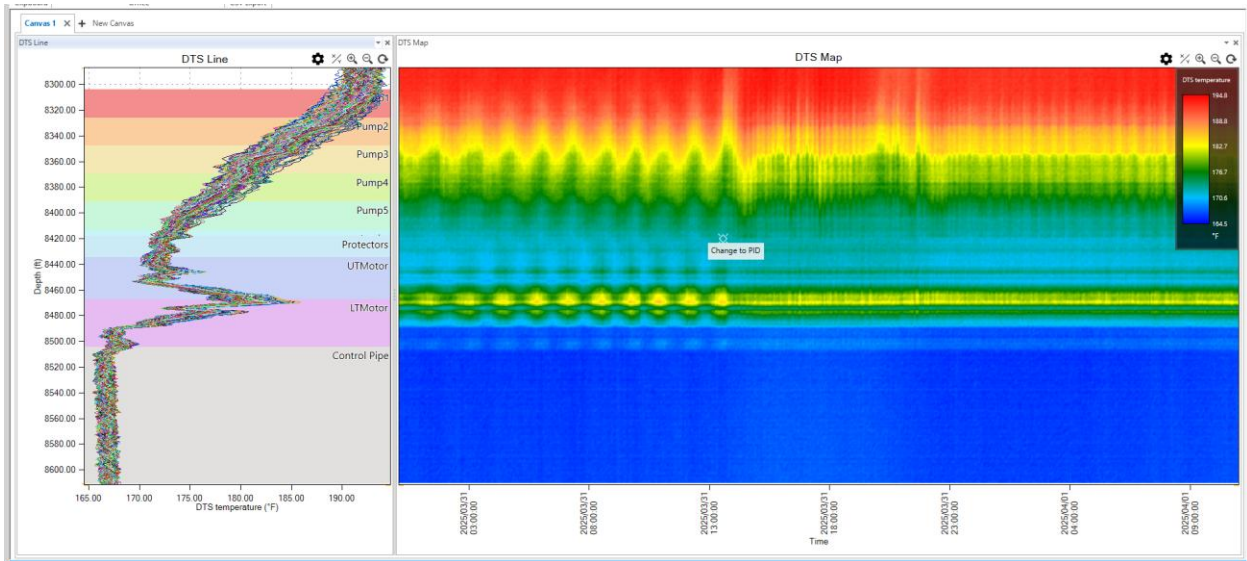 Canvas 1 X + New Canvas
DTS Line
DTS Line
8300.00
8320.00
8340.00
8360.00
8380.00
8400.00
8420.00
8440.00
8460.00
8480.00
8500.00
8520.00
8540.00
8560.00
8580.00
8600.00
Depth (ft)
Pump2
Pump3
Pump4
Pump5
Protectors
UTMotor
LTMotor
Control Pipe
165.00 170.00 175.00 180.00 185.00 190.00
DTS temperature (°F)
DTS Map
DTS Map
DTS temperature
194.8
188.8
182.7
176.7
170.6
164.5
°F
Change to PID
2025/03/31 03:00:00
2025/03/31 08:00:00
2025/03/31 13:00:00
2025/03/31 18:00:00
2025/03/31 23:00:00
2025/04/01 04:00:00
2025/04/01 09:00:00
Time